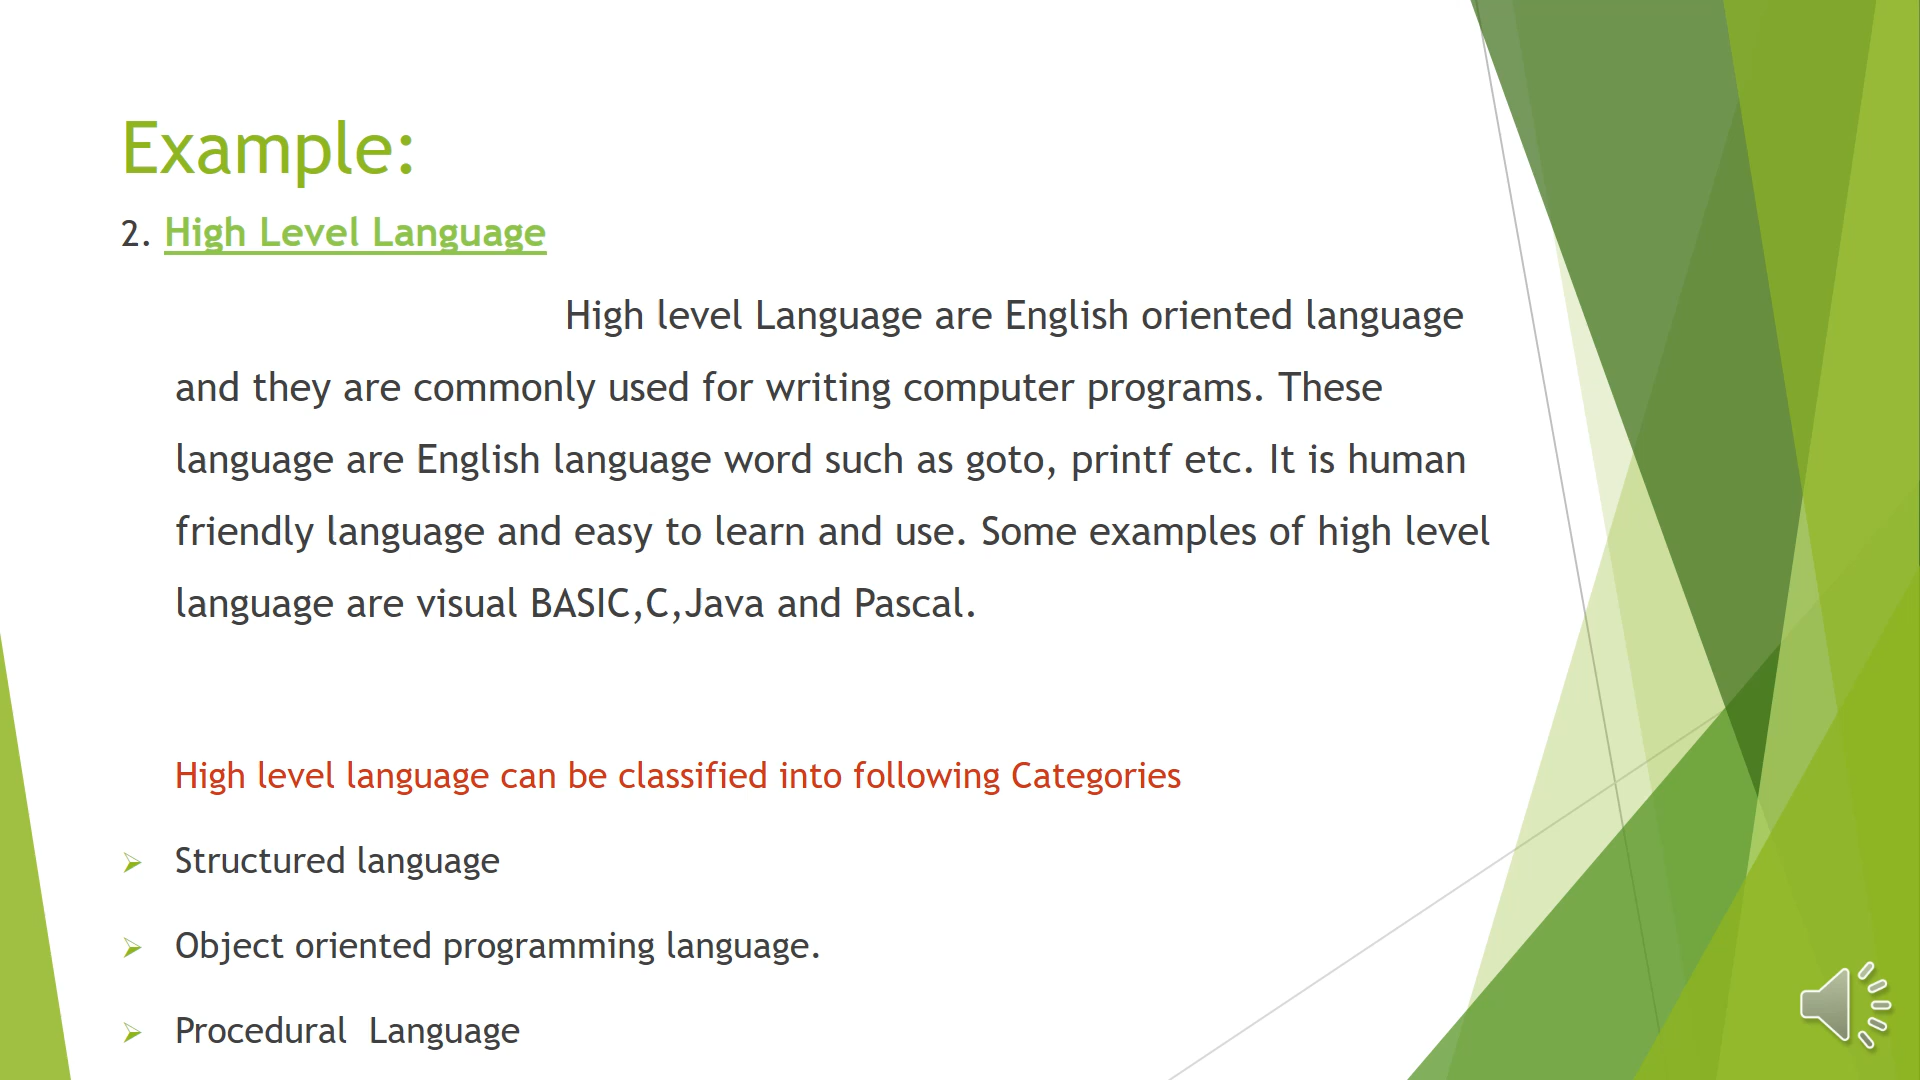 Example:
2. High Level Language
High level Language are English oriented language
and they are commonly used for writing computer programs. These
language are English language word such as goto, printf etc. It is human
friendly language and easy to learn and use. Some examples of high level
language are visual BASIC,C,Java and Pascal.
High level language can be classified into following Categories
Structured language
Object oriented programming language.
Procedural Language